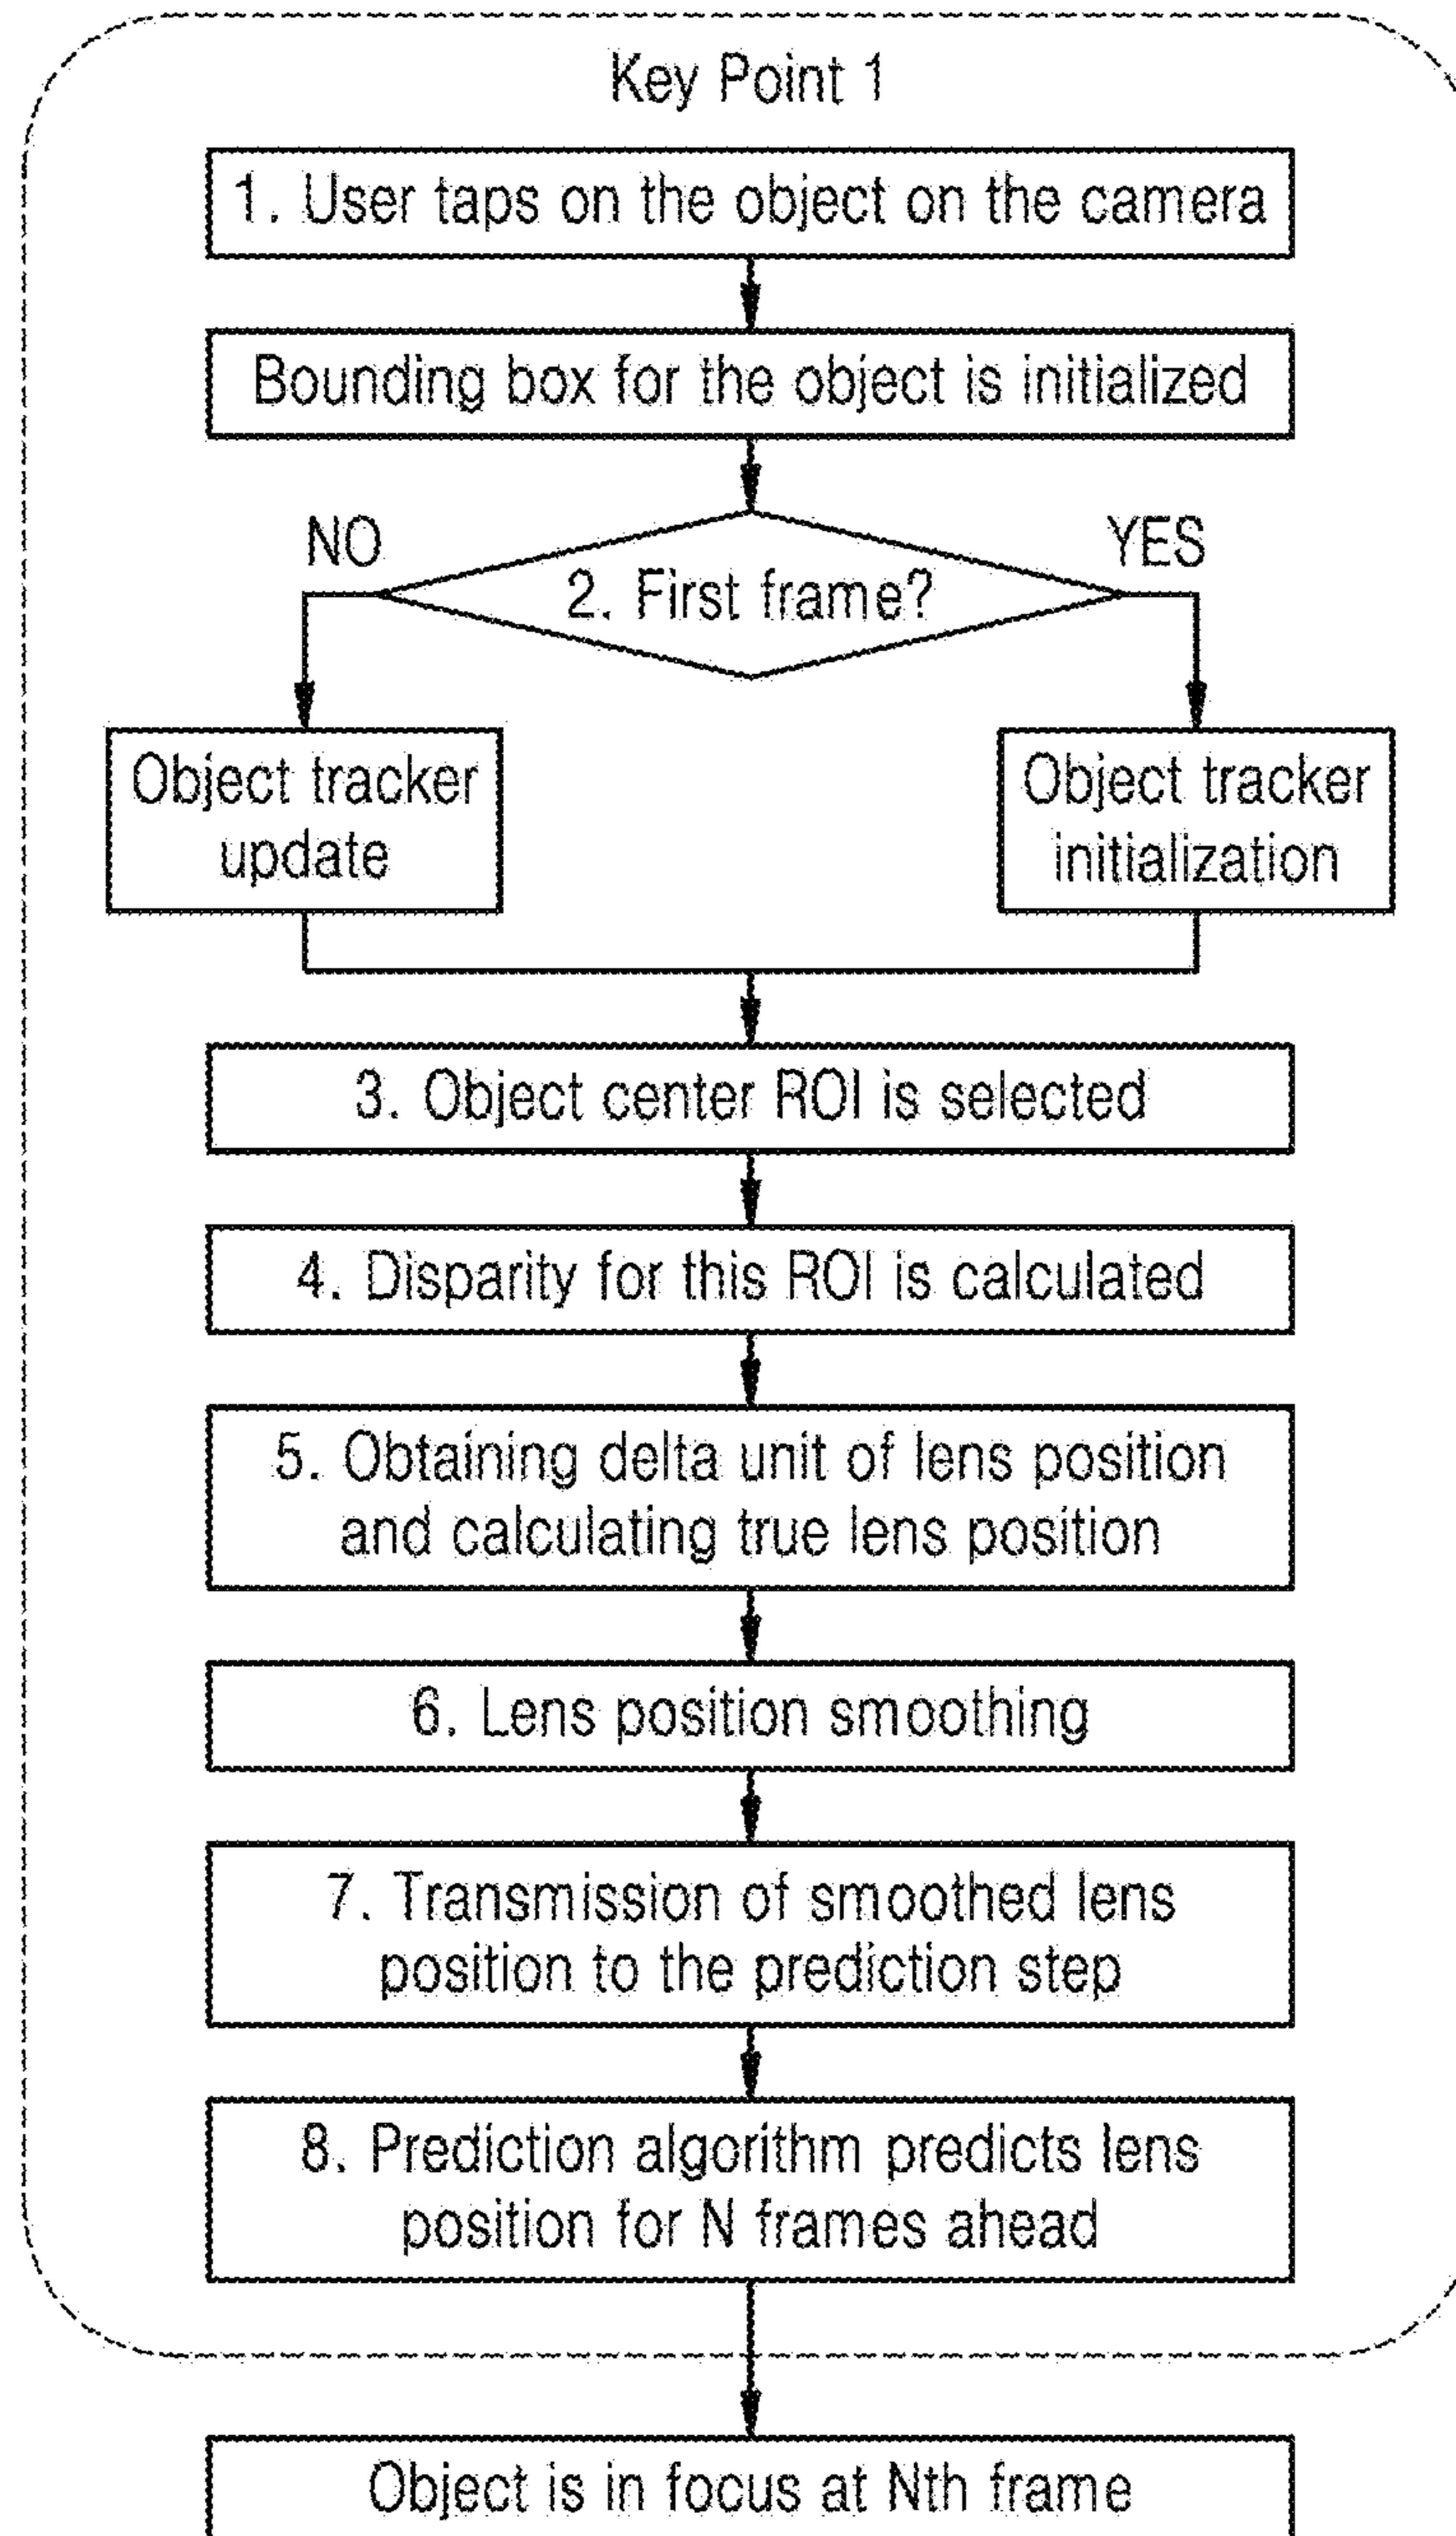 Key Point 1
1. User taps on the object on the camera
Bounding box for the object is initialized
NO
YES
2. First frame?
Object tracker
update
Object tracker
initialization
3. Object center ROI is selected
4. Disparity for this ROI is calculated
5. Obtaining delta unit of lens position
and calculating true lens position
6. Lens position smoothing
7. Transmission of smoothed lens
position to the prediction step
8. Prediction algorithm predicts lens
position for N frames ahead
Object is in focus at Nth frame